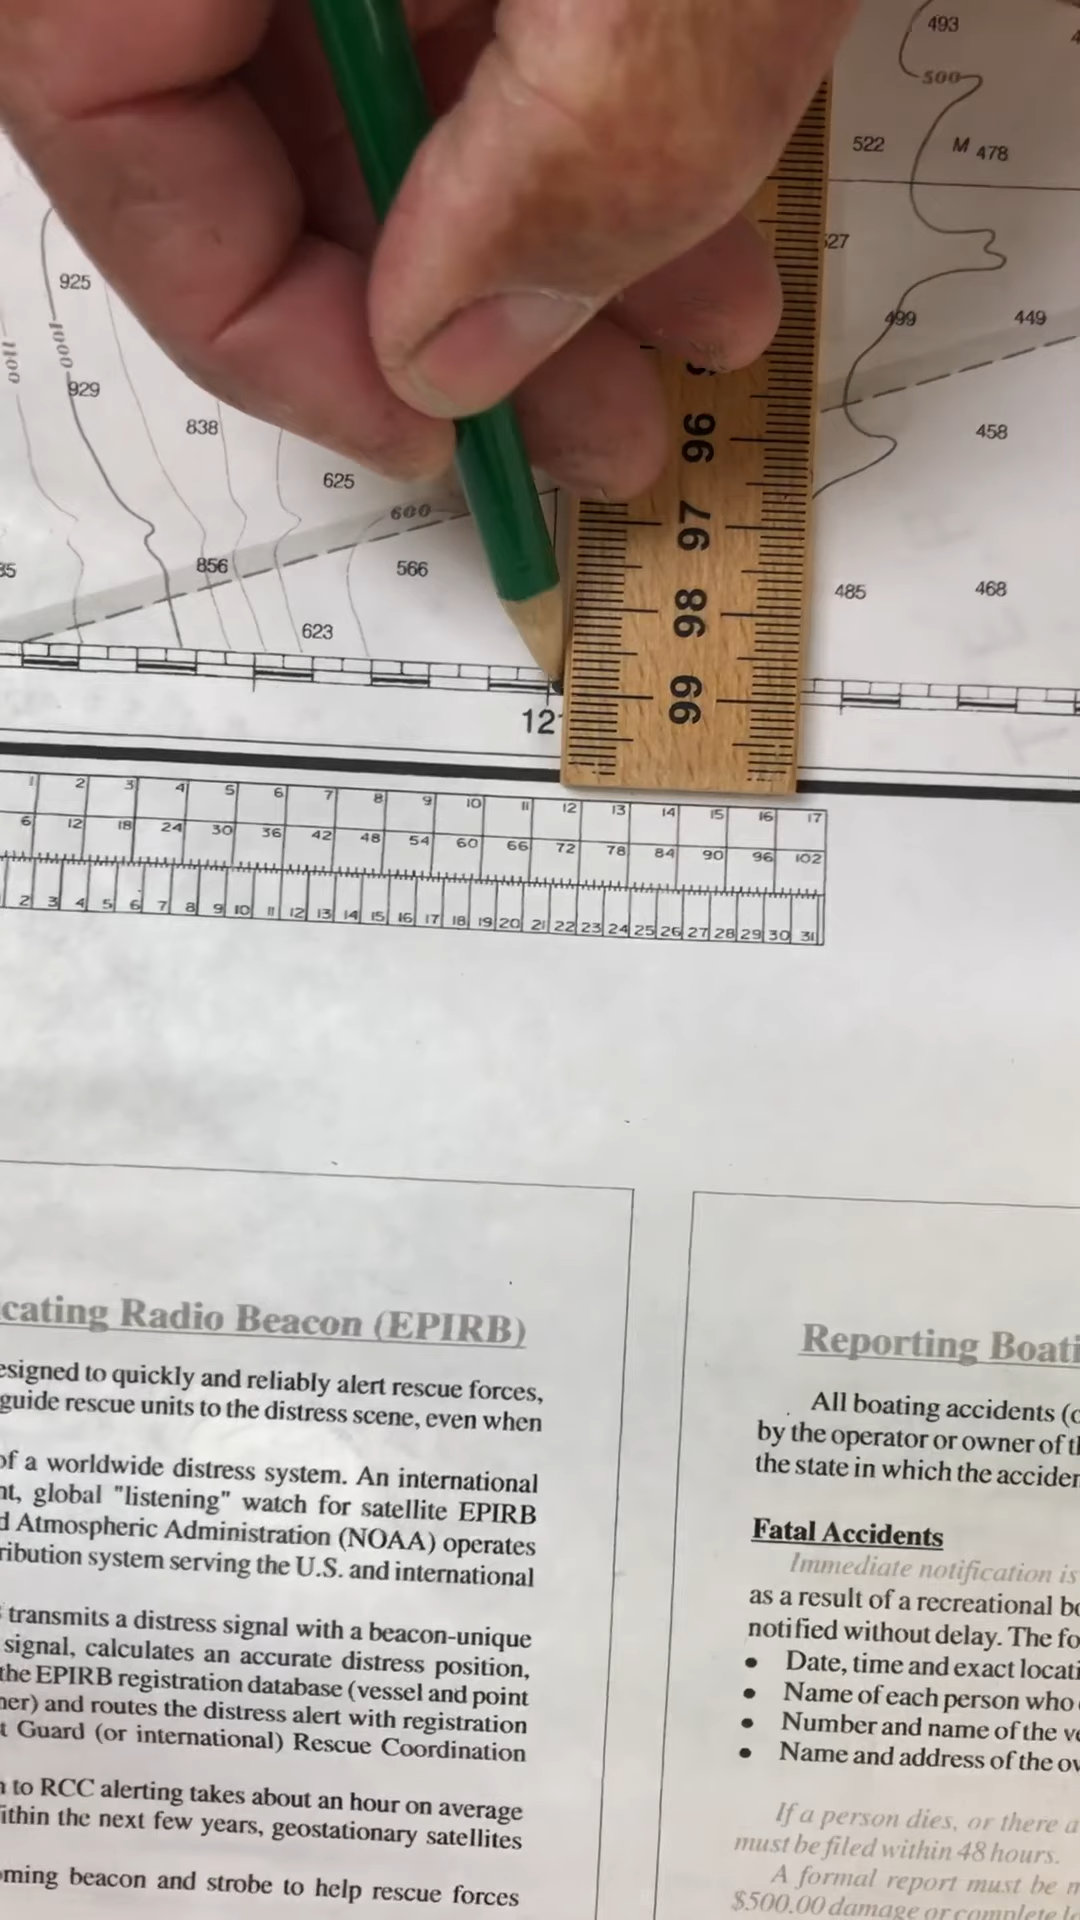 493
500
522
M 478
527
925
1000
1100
499
449
929
838
458
96
625
600
97
856
566
485
468
98
623
99
12
1 2 3 4 5 6 7 8 9 10 11 12 13 14 15 16 17
6 12 18 24 30 36 42 48 54 60 66 72 78 84 90 96 102
2 3 4 5 6 7 8 9 10 11 12 13 14 15 16 17 18 19 20 21 22 23 24 25 26 27 28 29 30 31
cating Radio Beacon (EPIRB)
esigned to quickly and reliably alert rescue forces,
guide rescue units to the distress scene, even when
of a worldwide distress system. An international
nt, global "listening" watch for satellite EPIRB
d Atmospheric Administration (NOAA) operates
ribution system serving the U.S. and international
transmits a distress signal with a beacon-unique
signal, calculates an accurate distress position,
the EPIRB registration database (vessel and point
ner) and routes the distress alert with registration
t Guard (or international) Rescue Coordination
n to RCC alerting takes about an hour on average
ithin the next few years, geostationary satellites
oming beacon and strobe to help rescue forces
Reporting Boati
All boating accidents (o
by the operator or owner of th
the state in which the acciden
Fatal Accidents
Immediate notification is
as a result of a recreational bo
notified without delay. The fo
• Date, time and exact locati
• Name of each person who
• Number and name of the ve
• Name and address of the ow
If a person dies, or there a
must be filed within 48 hours.
A formal report must be m
$500.00 damage or complete lo